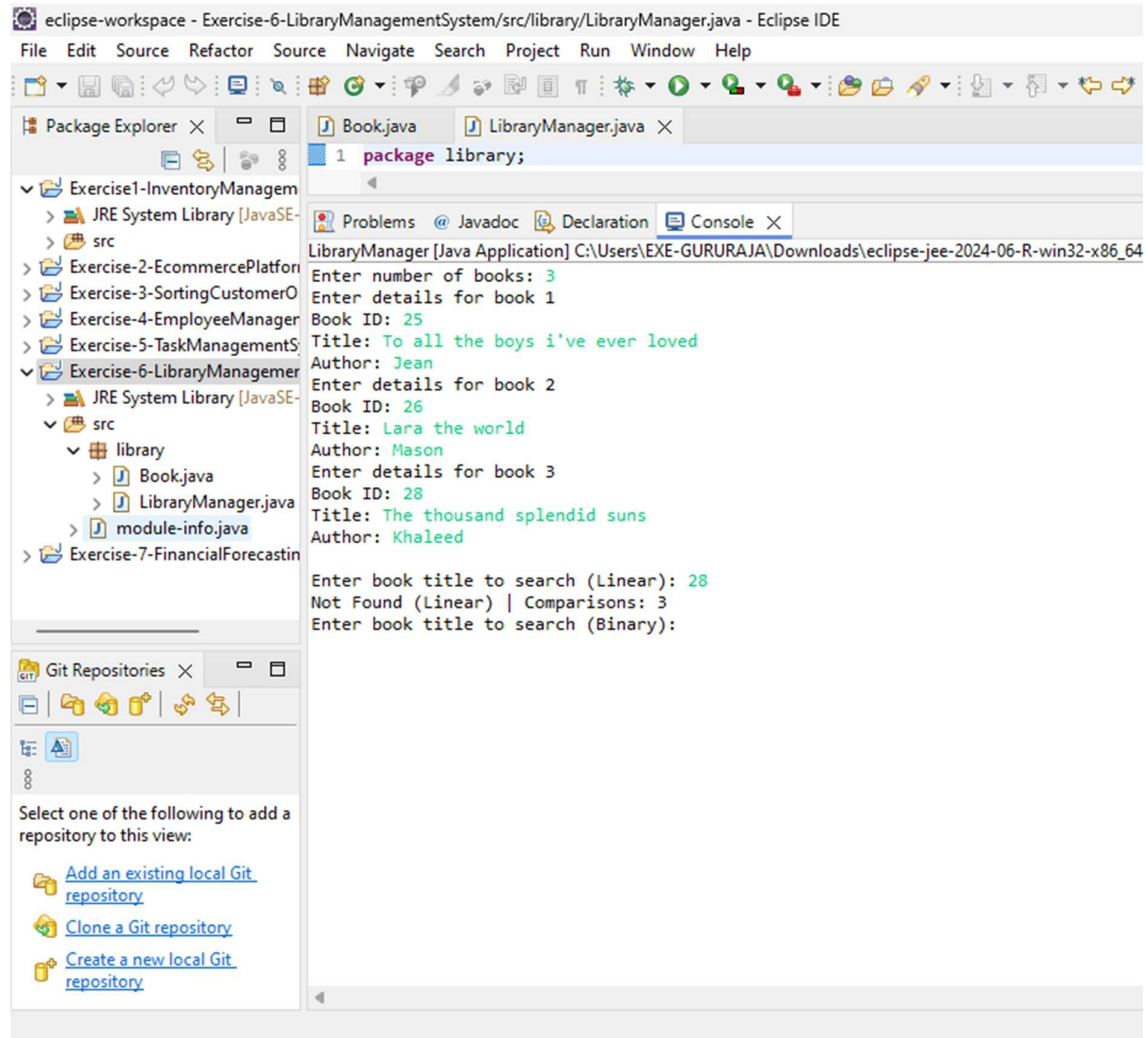 eclipse-workspace - Exercise-6-LibraryManagementSystem/src/library/LibraryManager.java - Eclipse IDE
File Edit Source Refactor Source Navigate Search Project Run Window Help
Package Explorer
Exercise1-InventoryManagem
JRE System Library [JavaSE-
src
Exercise-2-EcommercePlatfor
Exercise-3-SortingCustomerO
Exercise-4-EmployeeManager
Exercise-5-TaskManagementS
Exercise-6-LibraryManagemer
JRE System Library [JavaSE-
src
library
Book.java
LibraryManager.java
module-info.java
Exercise-7-FinancialForecastin
Git Repositories
Select one of the following to add a
repository to this view:
Add an existing local Git
repository
Clone a Git repository
Create a new local Git
repository
Book.java LibraryManager.java
1 package library;
Problems @ Javadoc Declaration Console
LibraryManager [Java Application] C:\Users\EXE-GURURAJA\Downloads\eclipse-jee-2024-06-R-win32-x86_64
Enter number of books: 3
Enter details for book 1
Book ID: 25
Title: To all the boys i've ever loved
Author: Jean
Enter details for book 2
Book ID: 26
Title: Lara the world
Author: Mason
Enter details for book 3
Book ID: 28
Title: The thousand splendid suns
Author: Khaleed
Enter book title to search (Linear): 28
Not Found (Linear) | Comparisons: 3
Enter book title to search (Binary):